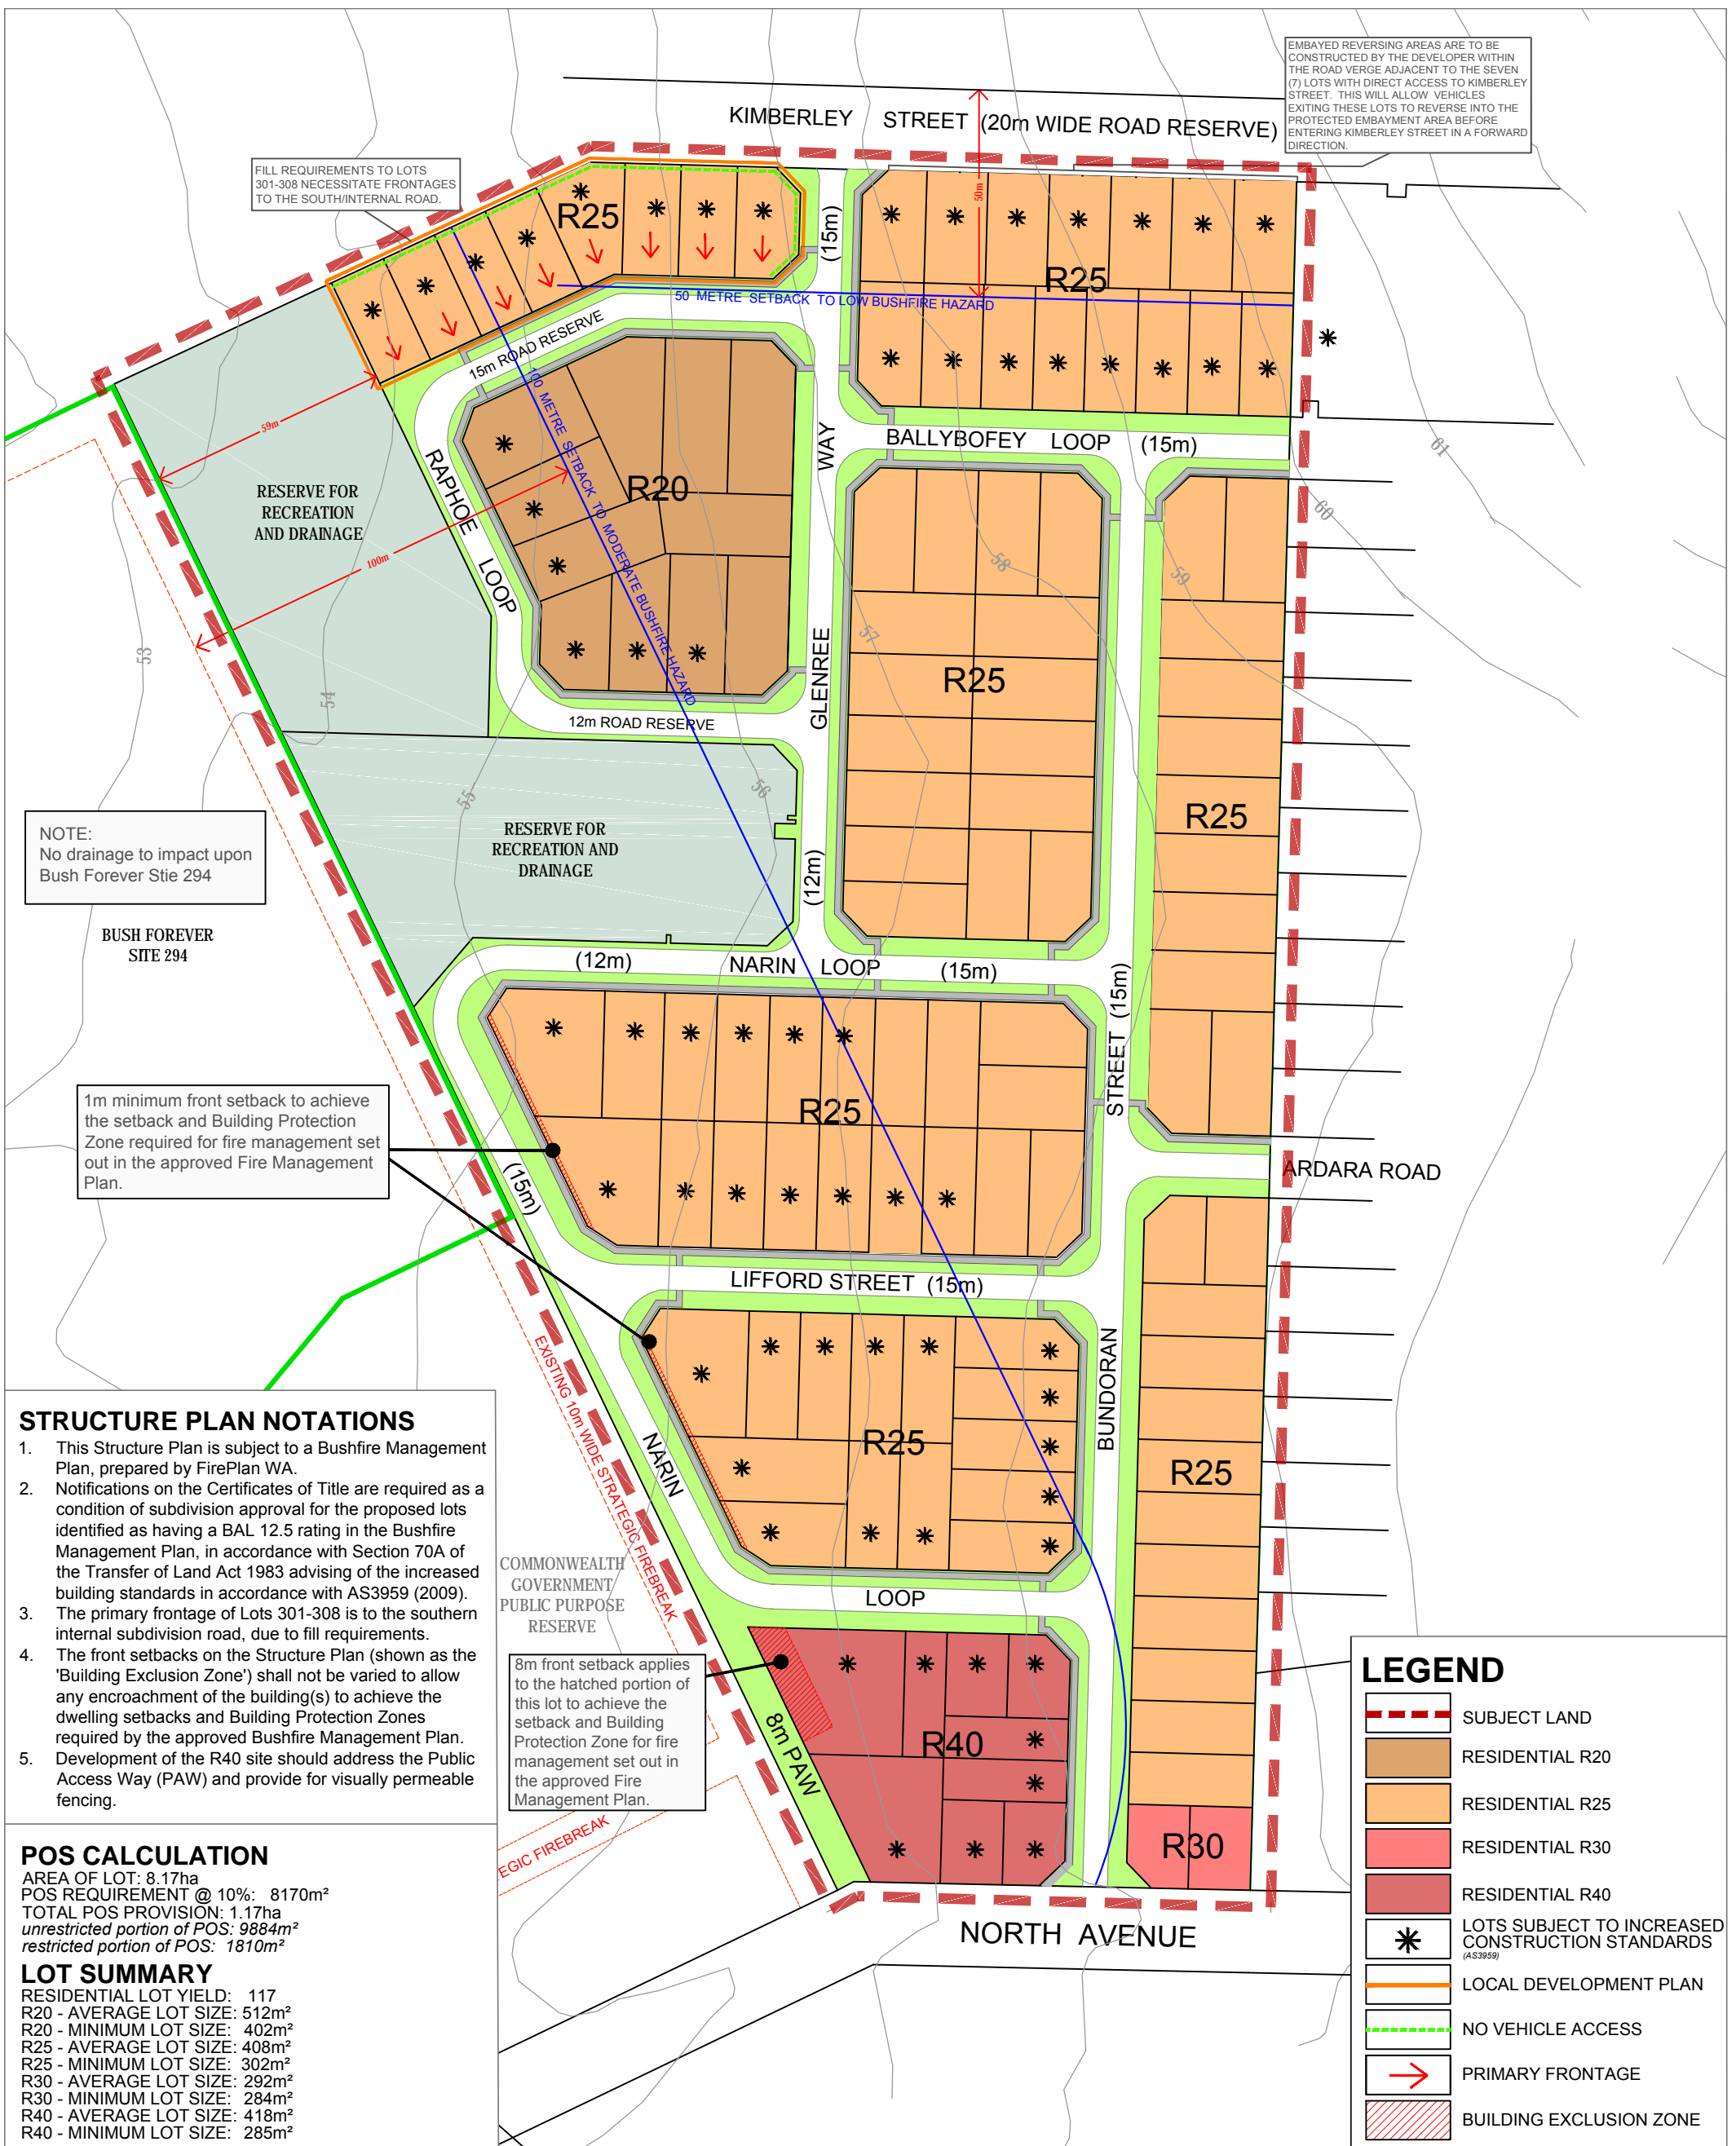 EMBAYED REVERSING AREAS ARE TO BE
CONSTRUCTED BY THE DEVELOPER WITHIN
THE ROAD VERGE ADJACENT TO THE SEVEN
(7) LOTS WITH DIRECT ACCESS TO KIMBERLEY
STREET. THIS WILL ALLOW VEHICLES
EXITING THESE LOTS TO REVERSE INTO THE
PROTECTED EMBAYMENT AREA BEFORE
ENTERING KIMBERLEY STREET IN A FORWARD
DIRECTION.
KIMBERLEY STREET (20m WIDE ROAD RESERVE)
FILL REQUIREMENTS TO LOTS
301-308 NECESSITATE FRONTAGES
TO THE SOUTH/INTERNAL ROAD.
R25
(15m)
50m
R25
50 METRE SETBACK TO LOW BUSHFIRE HAZARD
15m ROAD RESERVE
100 METRE SETBACK TO MODERATE BUSHFIRE HAZARD
59m
WAY
BALLYBOFEY LOOP (15m)
61
RAPHOE LOOP
R20
RESERVE FOR
RECREATION
AND DRAINAGE
60
100m
58
59
57
53
54
R25
GLENREE
12m ROAD RESERVE
55
56
R25
NOTE:
No drainage to impact upon
Bush Forever Stie 294
RESERVE FOR
RECREATION AND
DRAINAGE
(12m)
BUSH FOREVER
SITE 294
(12m) NARIN LOOP (15m)
STREET (15m)
1m minimum front setback to achieve
the setback and Building Protection
Zone required for fire management set
out in the approved Fire Management
Plan.
R25
(15m)
ARDARA ROAD
LIFFORD STREET (15m)
EXISTING 10m WIDE STRATEGIC FIREBREAK
BUNDORAN
R25
NARIN
R25
COMMONWEALTH
GOVERNMENT
PUBLIC PURPOSE
RESERVE
LOOP
8m front setback applies
to the hatched portion of
this lot to achieve the
setback and Building
Protection Zone for fire
management set out in
the approved Fire
Management Plan.
8m PAW
R40
R30
EGIC FIREBREAK
NORTH AVENUE
STRUCTURE PLAN NOTATIONS
1. This Structure Plan is subject to a Bushfire Management
Plan, prepared by FirePlan WA.
2. Notifications on the Certificates of Title are required as a
condition of subdivision approval for the proposed lots
identified as having a BAL 12.5 rating in the Bushfire
Management Plan, in accordance with Section 70A of
the Transfer of Land Act 1983 advising of the increased
building standards in accordance with AS3959 (2009).
3. The primary frontage of Lots 301-308 is to the southern
internal subdivision road, due to fill requirements.
4. The front setbacks on the Structure Plan (shown as the
'Building Exclusion Zone') shall not be varied to allow
any encroachment of the building(s) to achieve the
dwelling setbacks and Building Protection Zones
required by the approved Bushfire Management Plan.
5. Development of the R40 site should address the Public
Access Way (PAW) and provide for visually permeable
fencing.
POS CALCULATION
AREA OF LOT: 8.17ha
POS REQUIREMENT @ 10%: 8170m²
TOTAL POS PROVISION: 1.17ha
unrestricted portion of POS: 9884m²
restricted portion of POS: 1810m²
LOT SUMMARY
RESIDENTIAL LOT YIELD: 117
R20 - AVERAGE LOT SIZE: 512m²
R20 - MINIMUM LOT SIZE: 402m²
R25 - AVERAGE LOT SIZE: 408m²
R25 - MINIMUM LOT SIZE: 302m²
R30 - AVERAGE LOT SIZE: 292m²
R30 - MINIMUM LOT SIZE: 284m²
R40 - AVERAGE LOT SIZE: 418m²
R40 - MINIMUM LOT SIZE: 285m²
LEGEND
SUBJECT LAND
RESIDENTIAL R20
RESIDENTIAL R25
RESIDENTIAL R30
RESIDENTIAL R40
LOTS SUBJECT TO INCREASED
CONSTRUCTION STANDARDS
(AS3959)
LOCAL DEVELOPMENT PLAN
NO VEHICLE ACCESS
PRIMARY FRONTAGE
BUILDING EXCLUSION ZONE